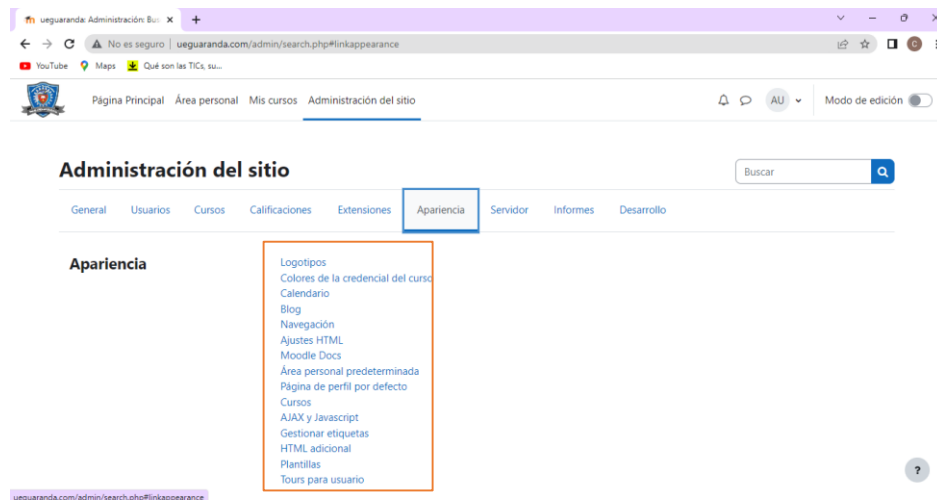 ueguaranda: Administración: Bus
No es seguro ueguaranda.com/admin/search.php#linkappearance
YouTube Maps Qué son las TICs, su...
Página Principal Área personal Mis cursos Administración del sitio AU Modo de edición
Administración del sitio Buscar
General Usuarios Cursos Calificaciones Extensiones Apariencia Servidor Informes Desarrollo
Apariencia
Logotipos
Colores de la credencial del curso
Calendario
Blog
Navegación
Ajustes HTML
Moodle Docs
Área personal predeterminada
Página de perfil por defecto
Cursos
AJAX y Javascript
Gestionar etiquetas
HTML adicional
Plantillas
Tours para usuario
?
ueguaranda.com/admin/search.php#linkappearance